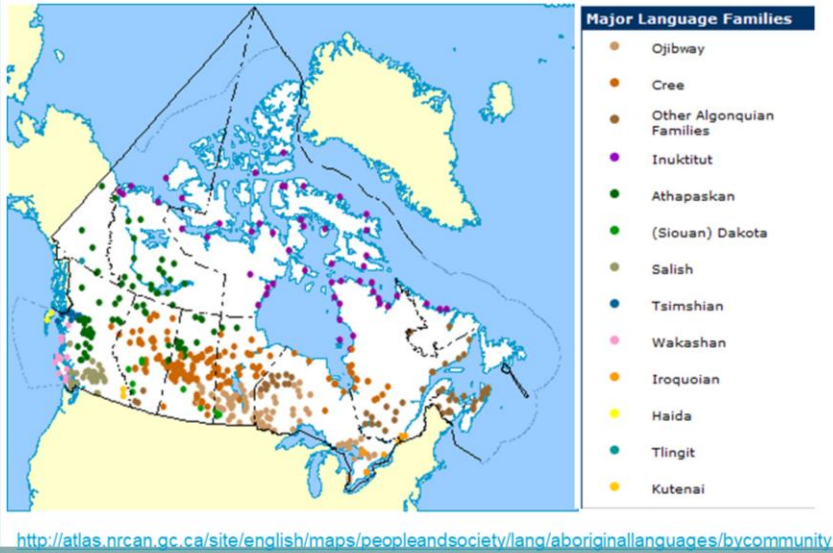 Major Language Families
Ojibway
Cree
Other Algonquian
Families
Inuktitut
Athapaskan
(Siouan) Dakota
Salish
Tsimshian
Wakashan
Iroquoian
Haida
Tlingit
Kutenai
http://atlas.nrcan.gc.ca/site/english/maps/peopleandsociety/lang/aboriginallanguages/bycommunity